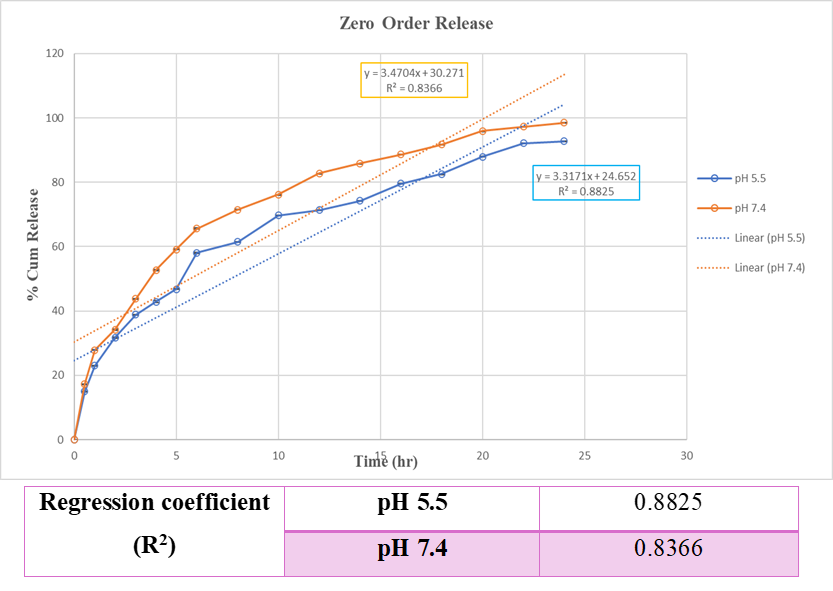 Zero Order Release
120
100
80
60
40
20
0
% Cum Release
y = 3.4704x + 30.271
R² = 0.8366
y = 3.3171x + 24.652
R² = 0.8825
0 5 10 15 20 25 30
Time (hr)
pH 5.5
pH 7.4
Linear (pH 5.5)
Linear (pH 7.4)
Regression coefficient
(R²)
pH 5.5 0.8825
pH 7.4 0.8366